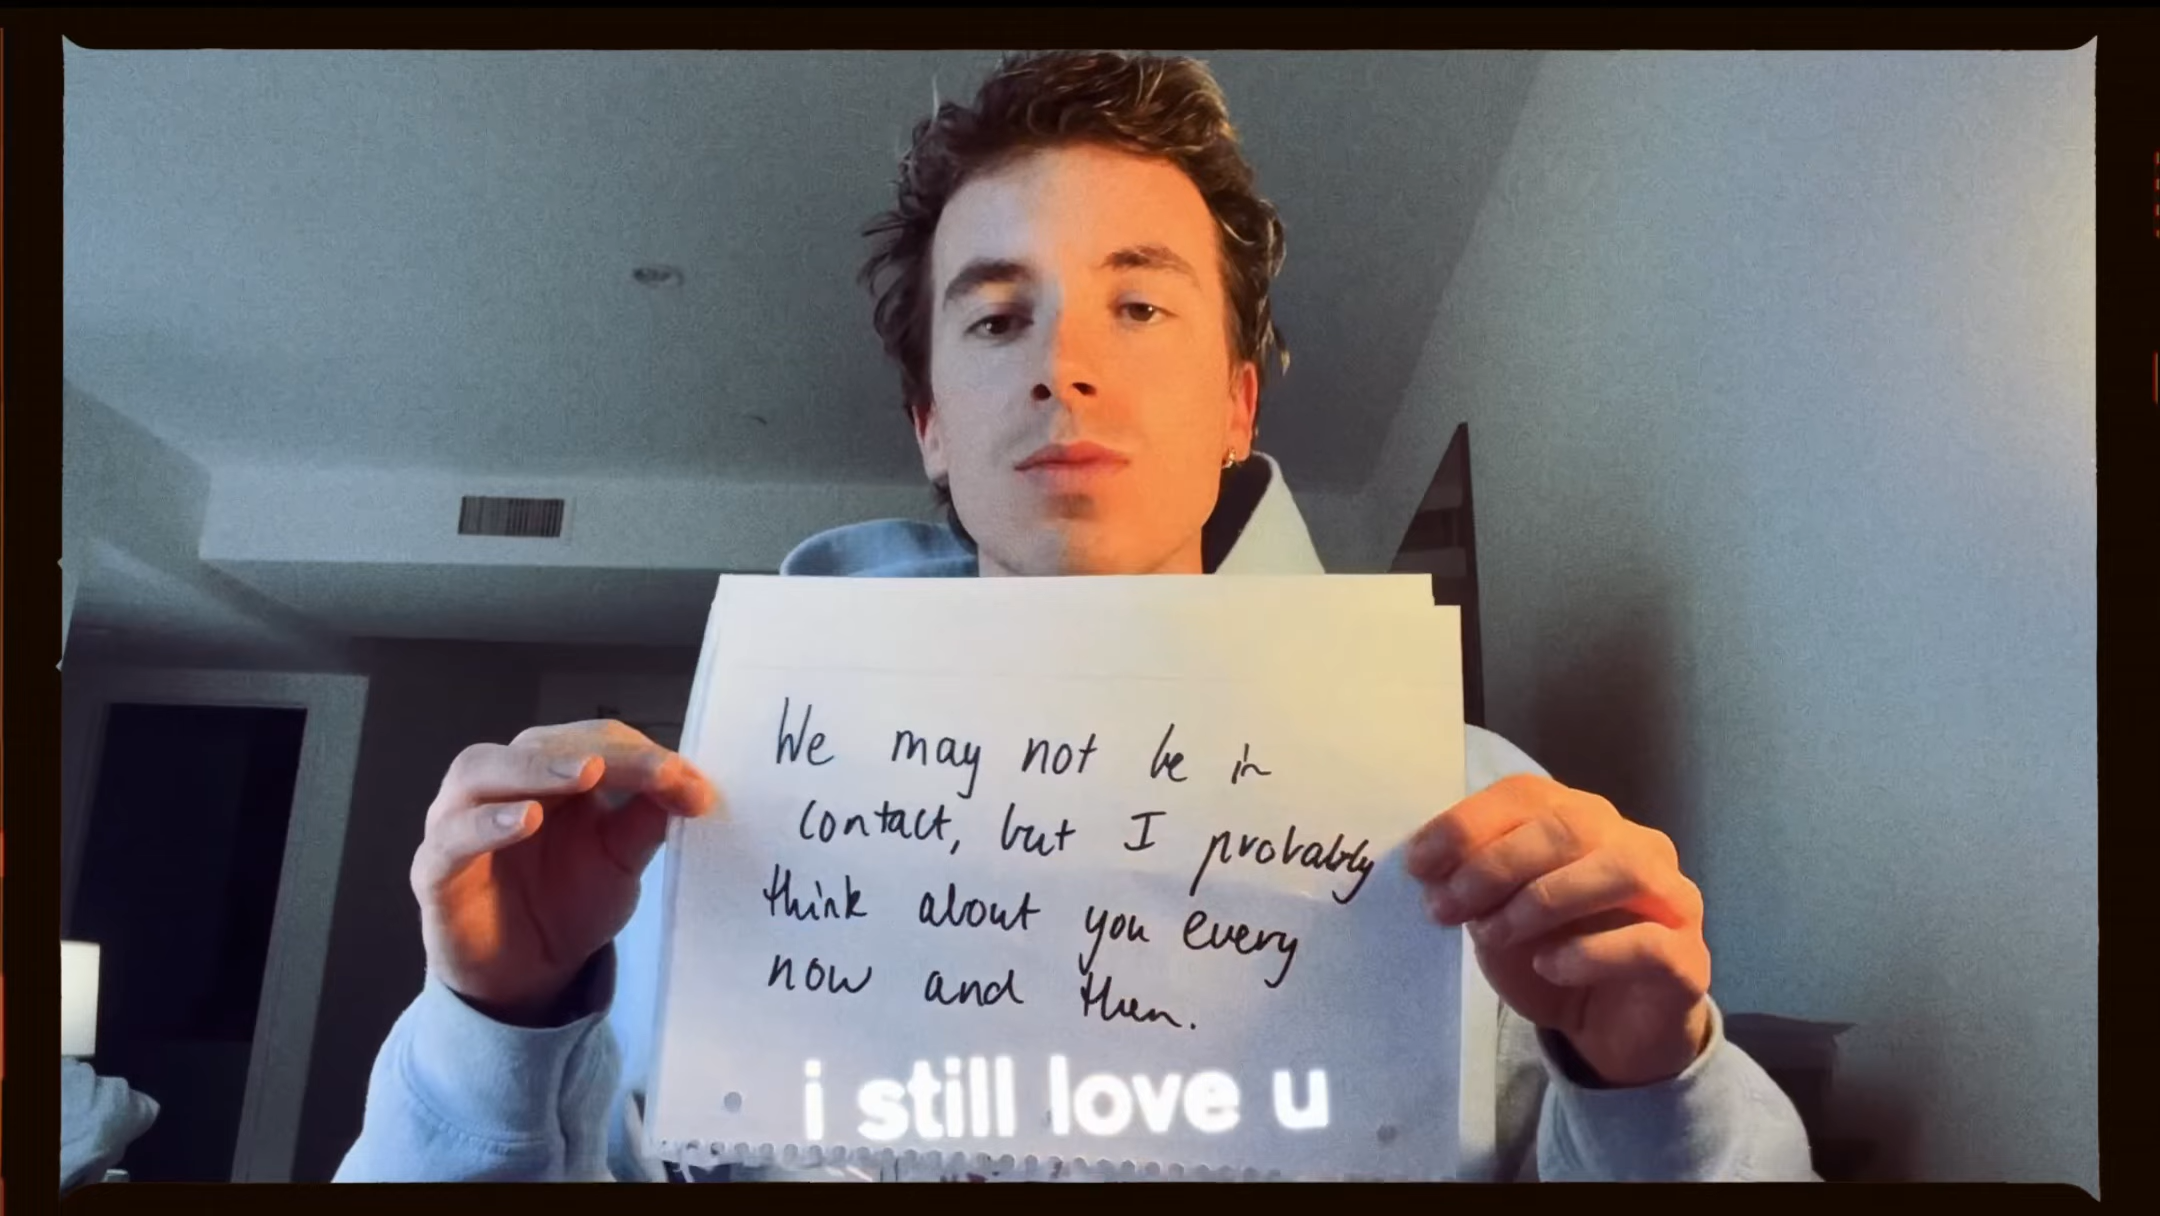 We may not be in
contact, but I probably
think about you every
now and then.
i still love u